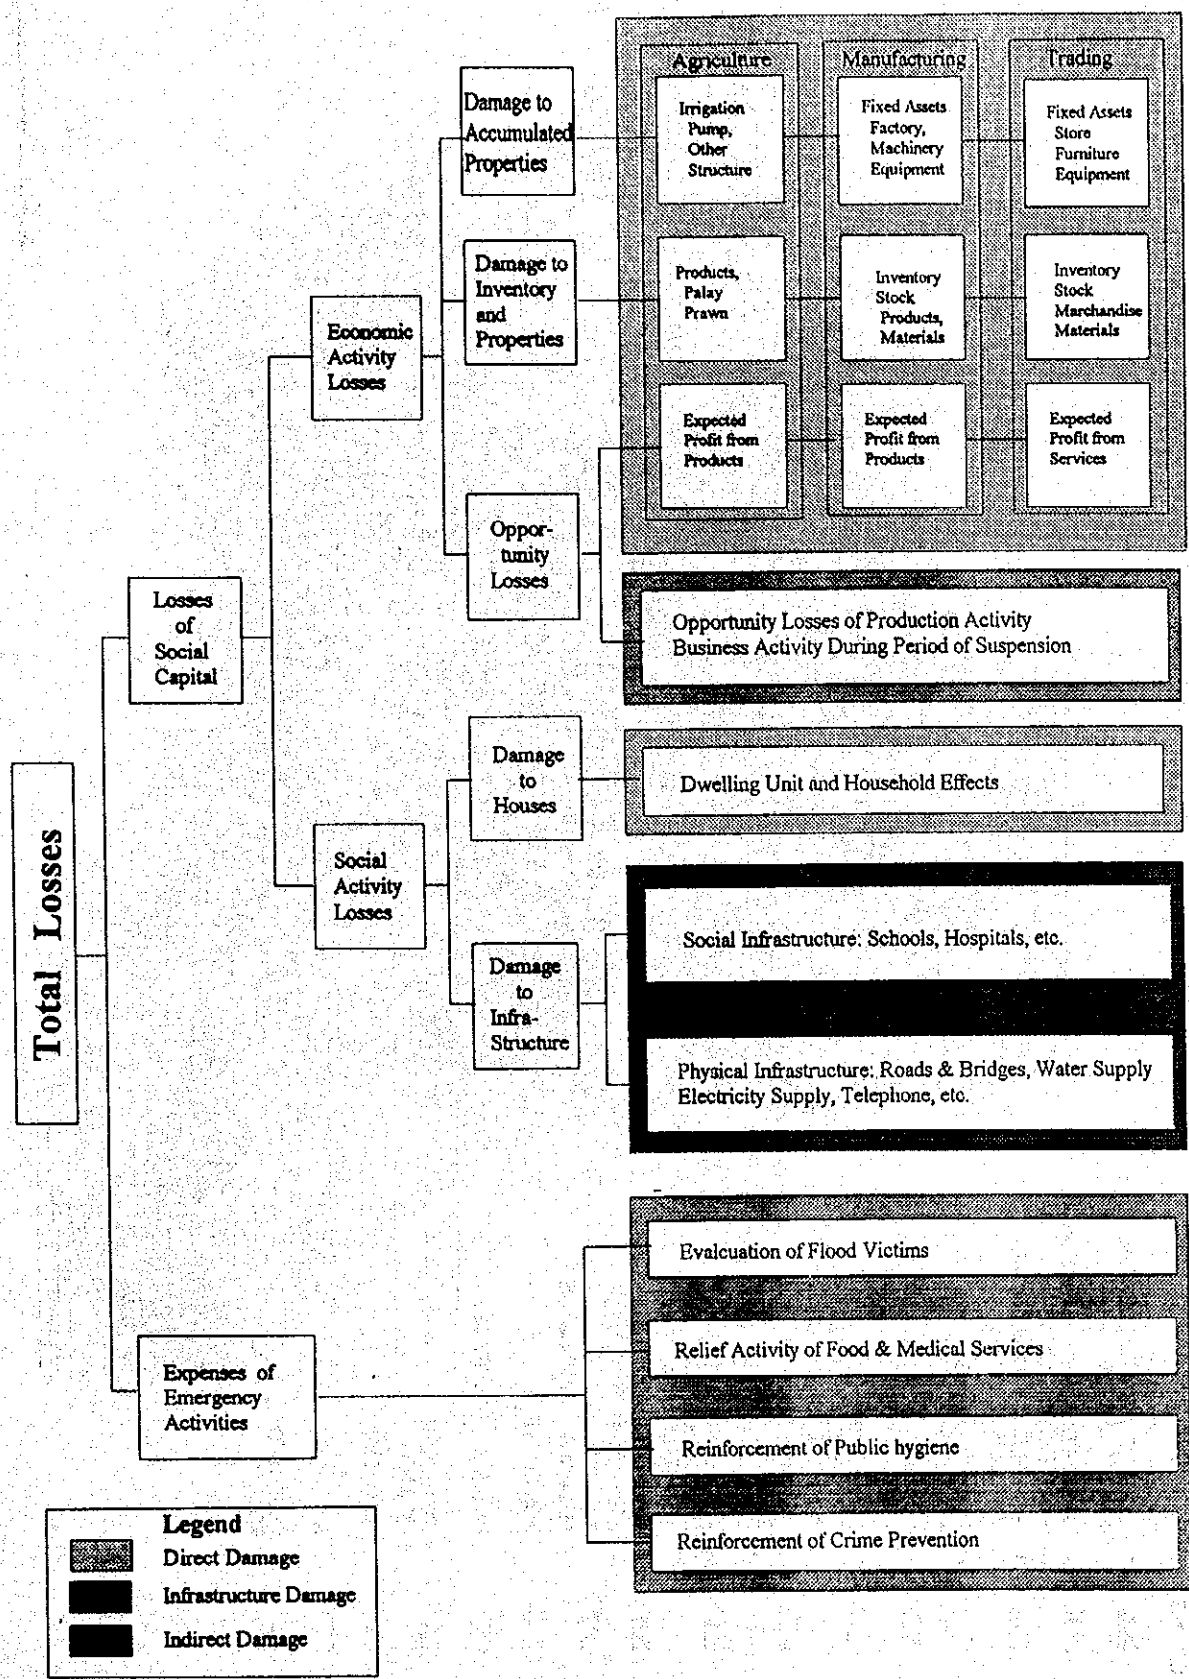 Total Losses
Losses
of
Social
Capital
Expenses of
Emergency
Activities
Economic
Activity
Losses
Social
Activity
Losses
Damage to
Accumulated
Properties
Damage to
Inventory
and
Properties
Oppor-
tunity
Losses
Damage
to
Houses
Damage
to
Infra-
Structure
Agriculture
Irrigation
Pump,
Other
Structure
Products,
Palay
Prawn
Expected
Profit from
Products
Manufacturing
Fixed Assets
Factory,
Machinery
Equipment
Inventory
Stock
Products,
Materials
Expected
Profit from
Products
Trading
Fixed Assets
Store
Furniture
Equipment
Inventory
Stock
Marchandise
Materials
Expected
Profit from
Services
Opportunity Losses of Production Activity
Business Activity During Period of Suspension
Dwelling Unit and Household Effects
Social Infrastructure: Schools, Hospitals, etc.
Physical Infrastructure: Roads & Bridges, Water Supply
Electricity Supply, Telephone, etc.
Evalcuation of Flood Victims
Relief Activity of Food & Medical Services
Reinforcement of Public hygiene
Reinforcement of Crime Prevention
Legend
Direct Damage
Infrastructure Damage
Indirect Damage